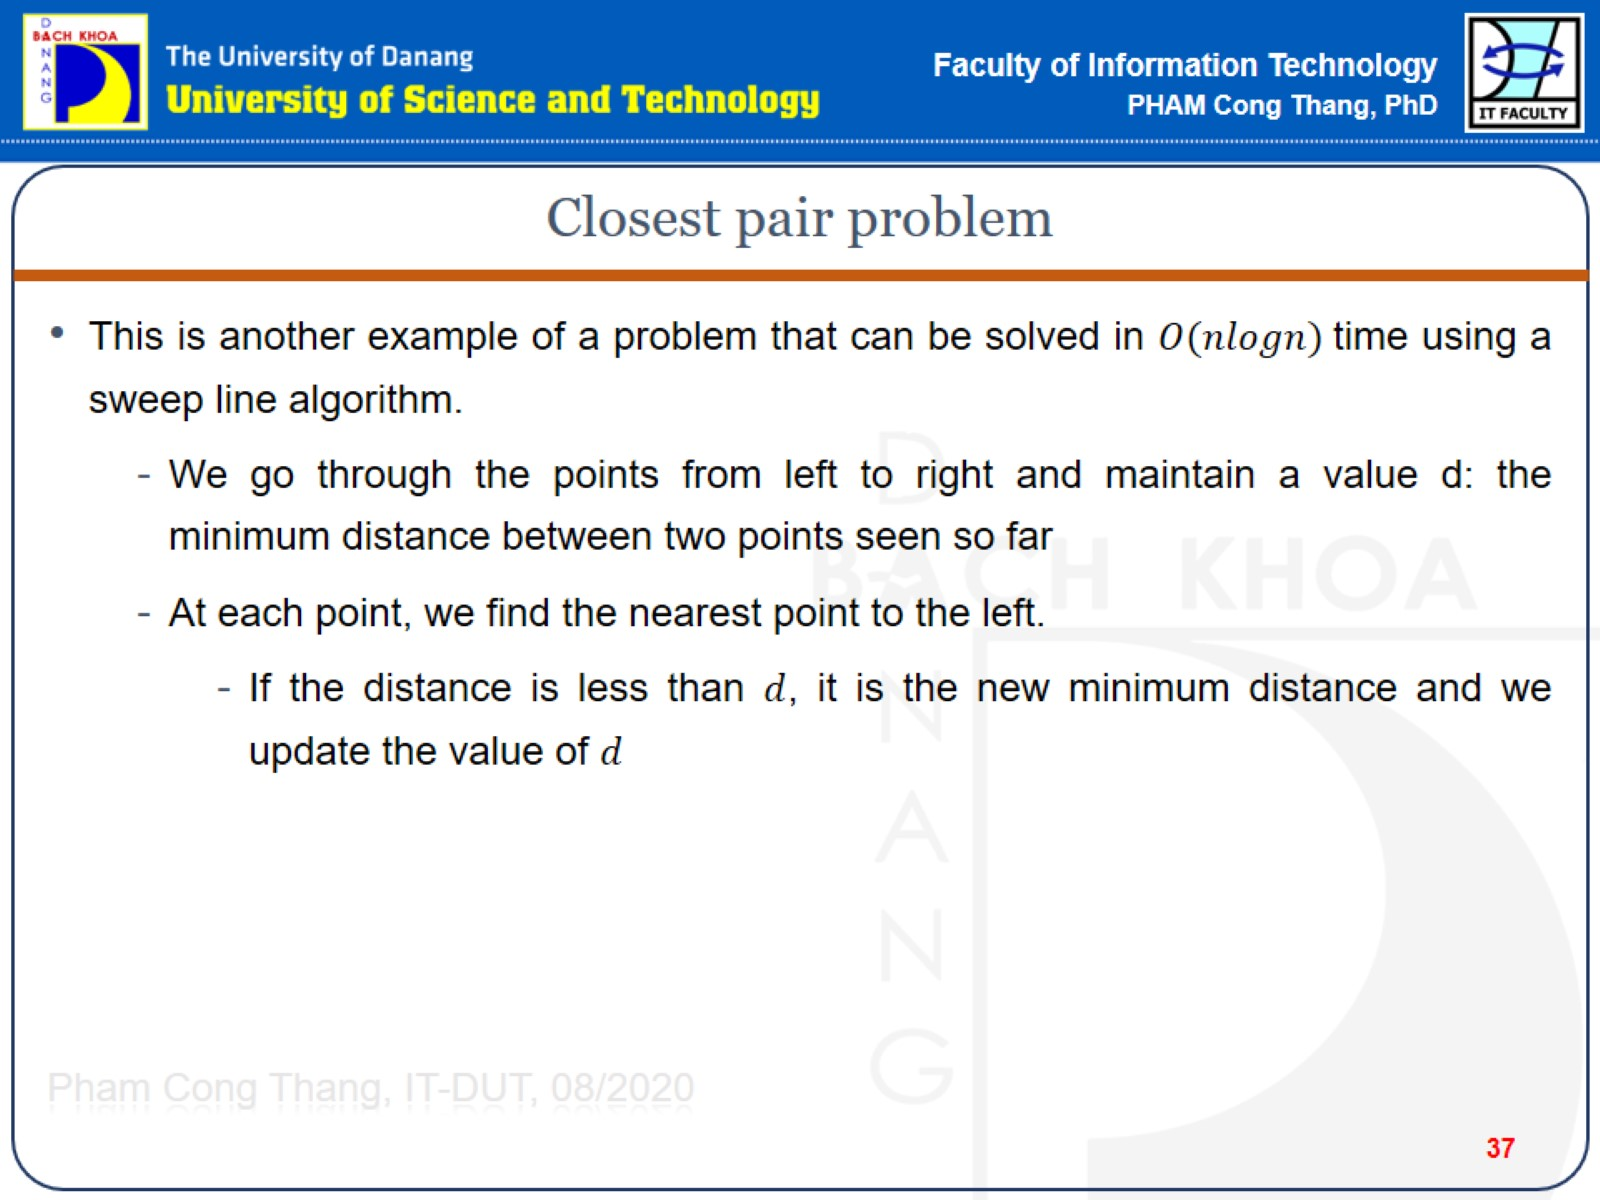 D
BACH KHOA
N
A
N
G
The University of Danang
University of Science and Technology
Faculty of Information Technology
PHAM Cong Thang, PhD
IT FACULTY
Closest pair problem
• This is another example of a problem that can be solved in O(nlogn) time using a
sweep line algorithm.
- We go through the points from left to right and maintain a value d: the
minimum distance between two points seen so far
- At each point, we find the nearest point to the left.
- If the distance is less than d, it is the new minimum distance and we
update the value of d
D
BACH KHOA
N
A
N
G
Pham Cong Thang, IT-DUT, 08/2020
37